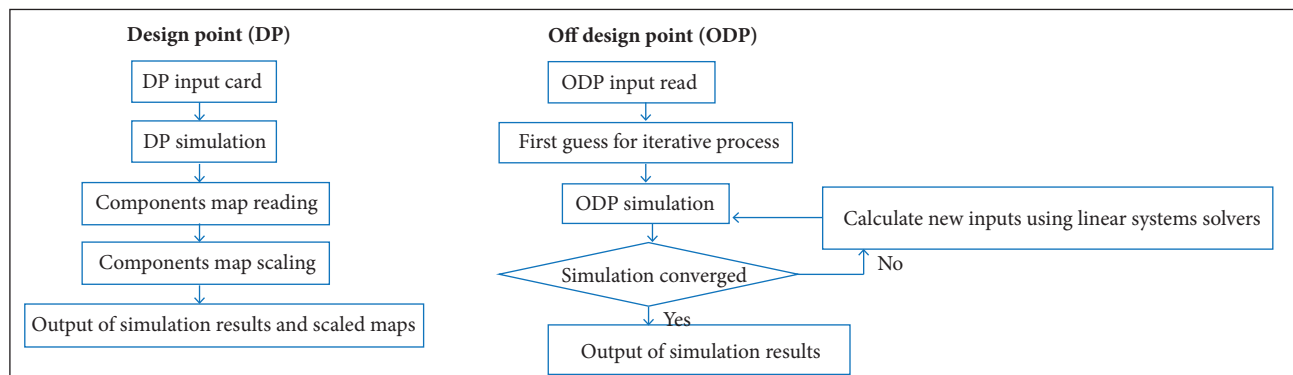 Design point (DP)
DP input card
DP simulation
Components map reading
Components map scaling
Output of simulation results and scaled maps
Off design point (ODP)
ODP input read
First guess for iterative process
ODP simulation
Calculate new inputs using linear systems solvers
Simulation converged
No
Yes
Output of simulation results